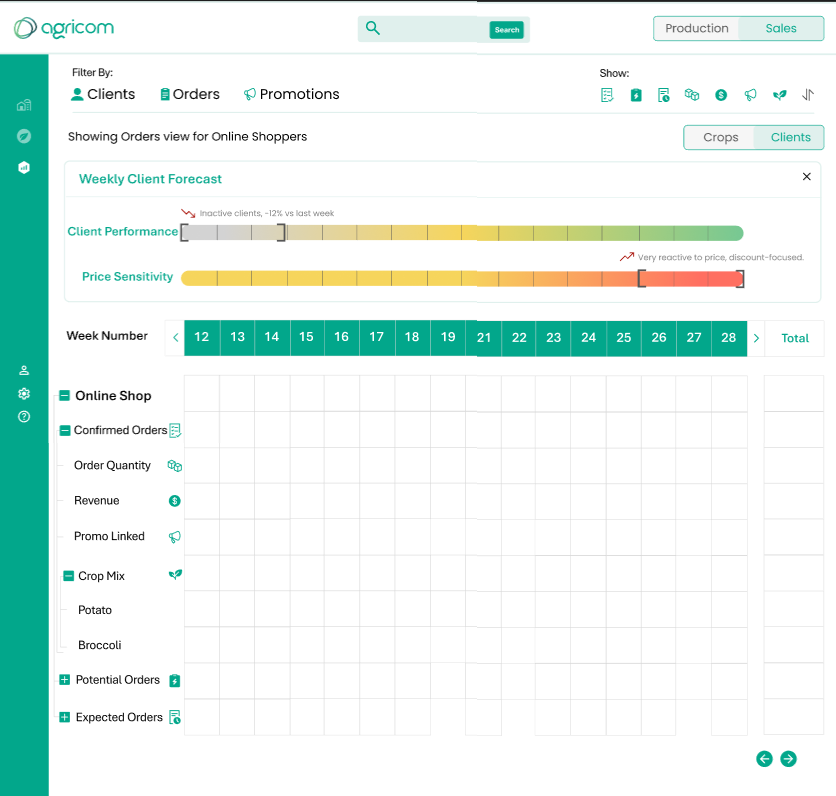 agricom
Search
Production Sales
Filter By:
Show:
Clients Orders Promotions
Showing Orders view for Online Shoppers
Crops Clients
Weekly Client Forecast
Inactive clients, -12% vs last week
Client Performance
Very reactive to price, discount-focused.
Price Sensitivity
Week Number < 12 13 14 15 16 17 18 19 21 22 23 24 25 26 27 28 > Total
Online Shop
Confirmed Orders
Order Quantity
Revenue
Promo Linked
Crop Mix
Potato
Broccoli
Potential Orders
Expected Orders